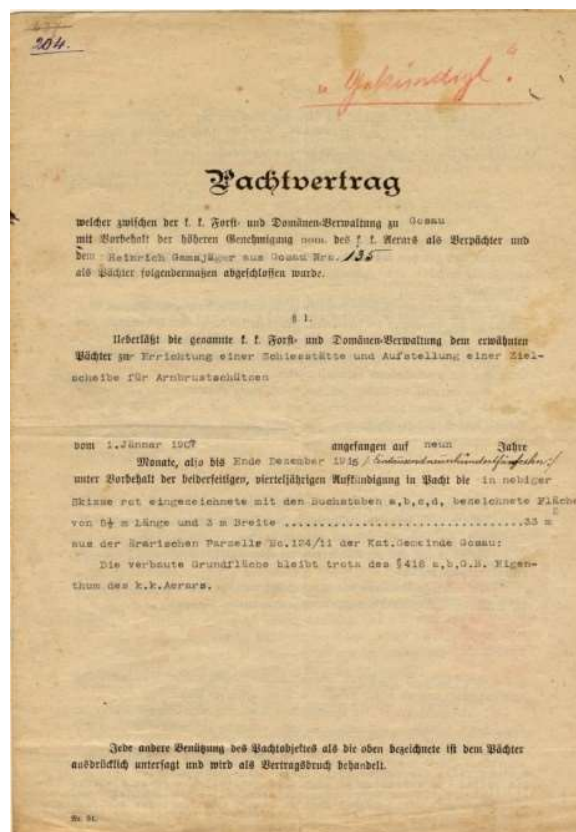 204.
"Gekündigt".
Pachtvertrag
welcher zwischen der k. k. Forst- und Domänen-Verwaltung zu Gosau
mit Vorbehalt der höheren Genehmigung nom. des k. k. Aerars als Verpächter und
dem Heinrich Gamsjäger aus Gosau Nro. 135
als Pächter folgendermaßen abgeschlossen wurde.
§ 1.
Ueberläßt die genannte k. k. Forst- und Domänen-Verwaltung dem erwähnten
Pächter zur Errichtung einer Schiesstätte und Aufstellung einer Ziel-
scheibe für Armbrustschützen
vom 1.Jänner 1907 angefangen auf neun Jahre
Monate, also bis Ende Dezember 1915 /: Eintausendneunhundertfünfzehn :/
unter Vorbehalt der beiderseitigen, vierteljährigen Aufkündigung in Pacht die in nebiger
Skizze rot eingezeichnete mit den Buchstaben a,b,c,d, bezeichnete Fläche
von m Länge und 3 m Breite ..............................33 m
aus der ärarischen Parzelle No.124/11 der Kat.Gemeinde Gosau:
Die verbaute Grundfläche bleibt trotz des §418 a,b,G.B. Eigen-
thum des k.k.Aerars.
Jede andere Benützung des Pachtobjektes als die oben bezeichnete ist dem Pächter
ausdrücklich untersagt und wird als Vertragsbruch behandelt.